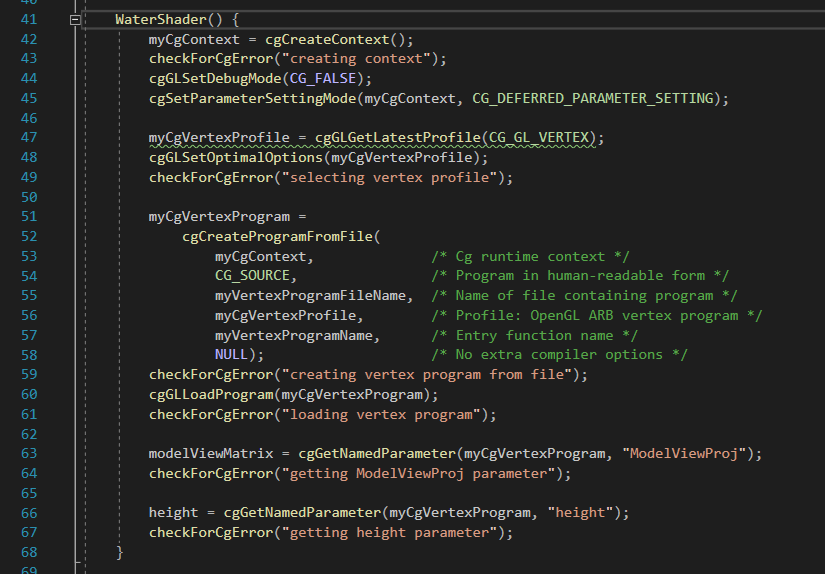 41 WaterShader() {
42 myCgContext = cgCreateContext();
43 checkForCgError("creating context");
44 cgGLSetDebugMode(CG_FALSE);
45 cgSetParameterSettingMode(myCgContext, CG_DEFERRED_PARAMETER_SETTING);
46
47 myCgVertexProfile = cgGLGetLatestProfile(CG_GL_VERTEX);
48 cgGLSetOptimalOptions(myCgVertexProfile);
49 checkForCgError("selecting vertex profile");
50
51 myCgVertexProgram =
52 cgCreateProgramFromFile(
53 myCgContext, /* Cg runtime context */
54 CG_SOURCE, /* Program in human-readable form */
55 myVertexProgramFileName, /* Name of file containing program */
56 myCgVertexProfile, /* Profile: OpenGL ARB vertex program */
57 myVertexProgramName, /* Entry function name */
58 NULL); /* No extra compiler options */
59 checkForCgError("creating vertex program from file");
60 cgGLLoadProgram(myCgVertexProgram);
61 checkForCgError("loading vertex program");
62
63 modelViewMatrix = cgGetNamedParameter(myCgVertexProgram, "ModelViewProj");
64 checkForCgError("getting ModelViewProj parameter");
65
66 height = cgGetNamedParameter(myCgVertexProgram, "height");
67 checkForCgError("getting height parameter");
68 }
69